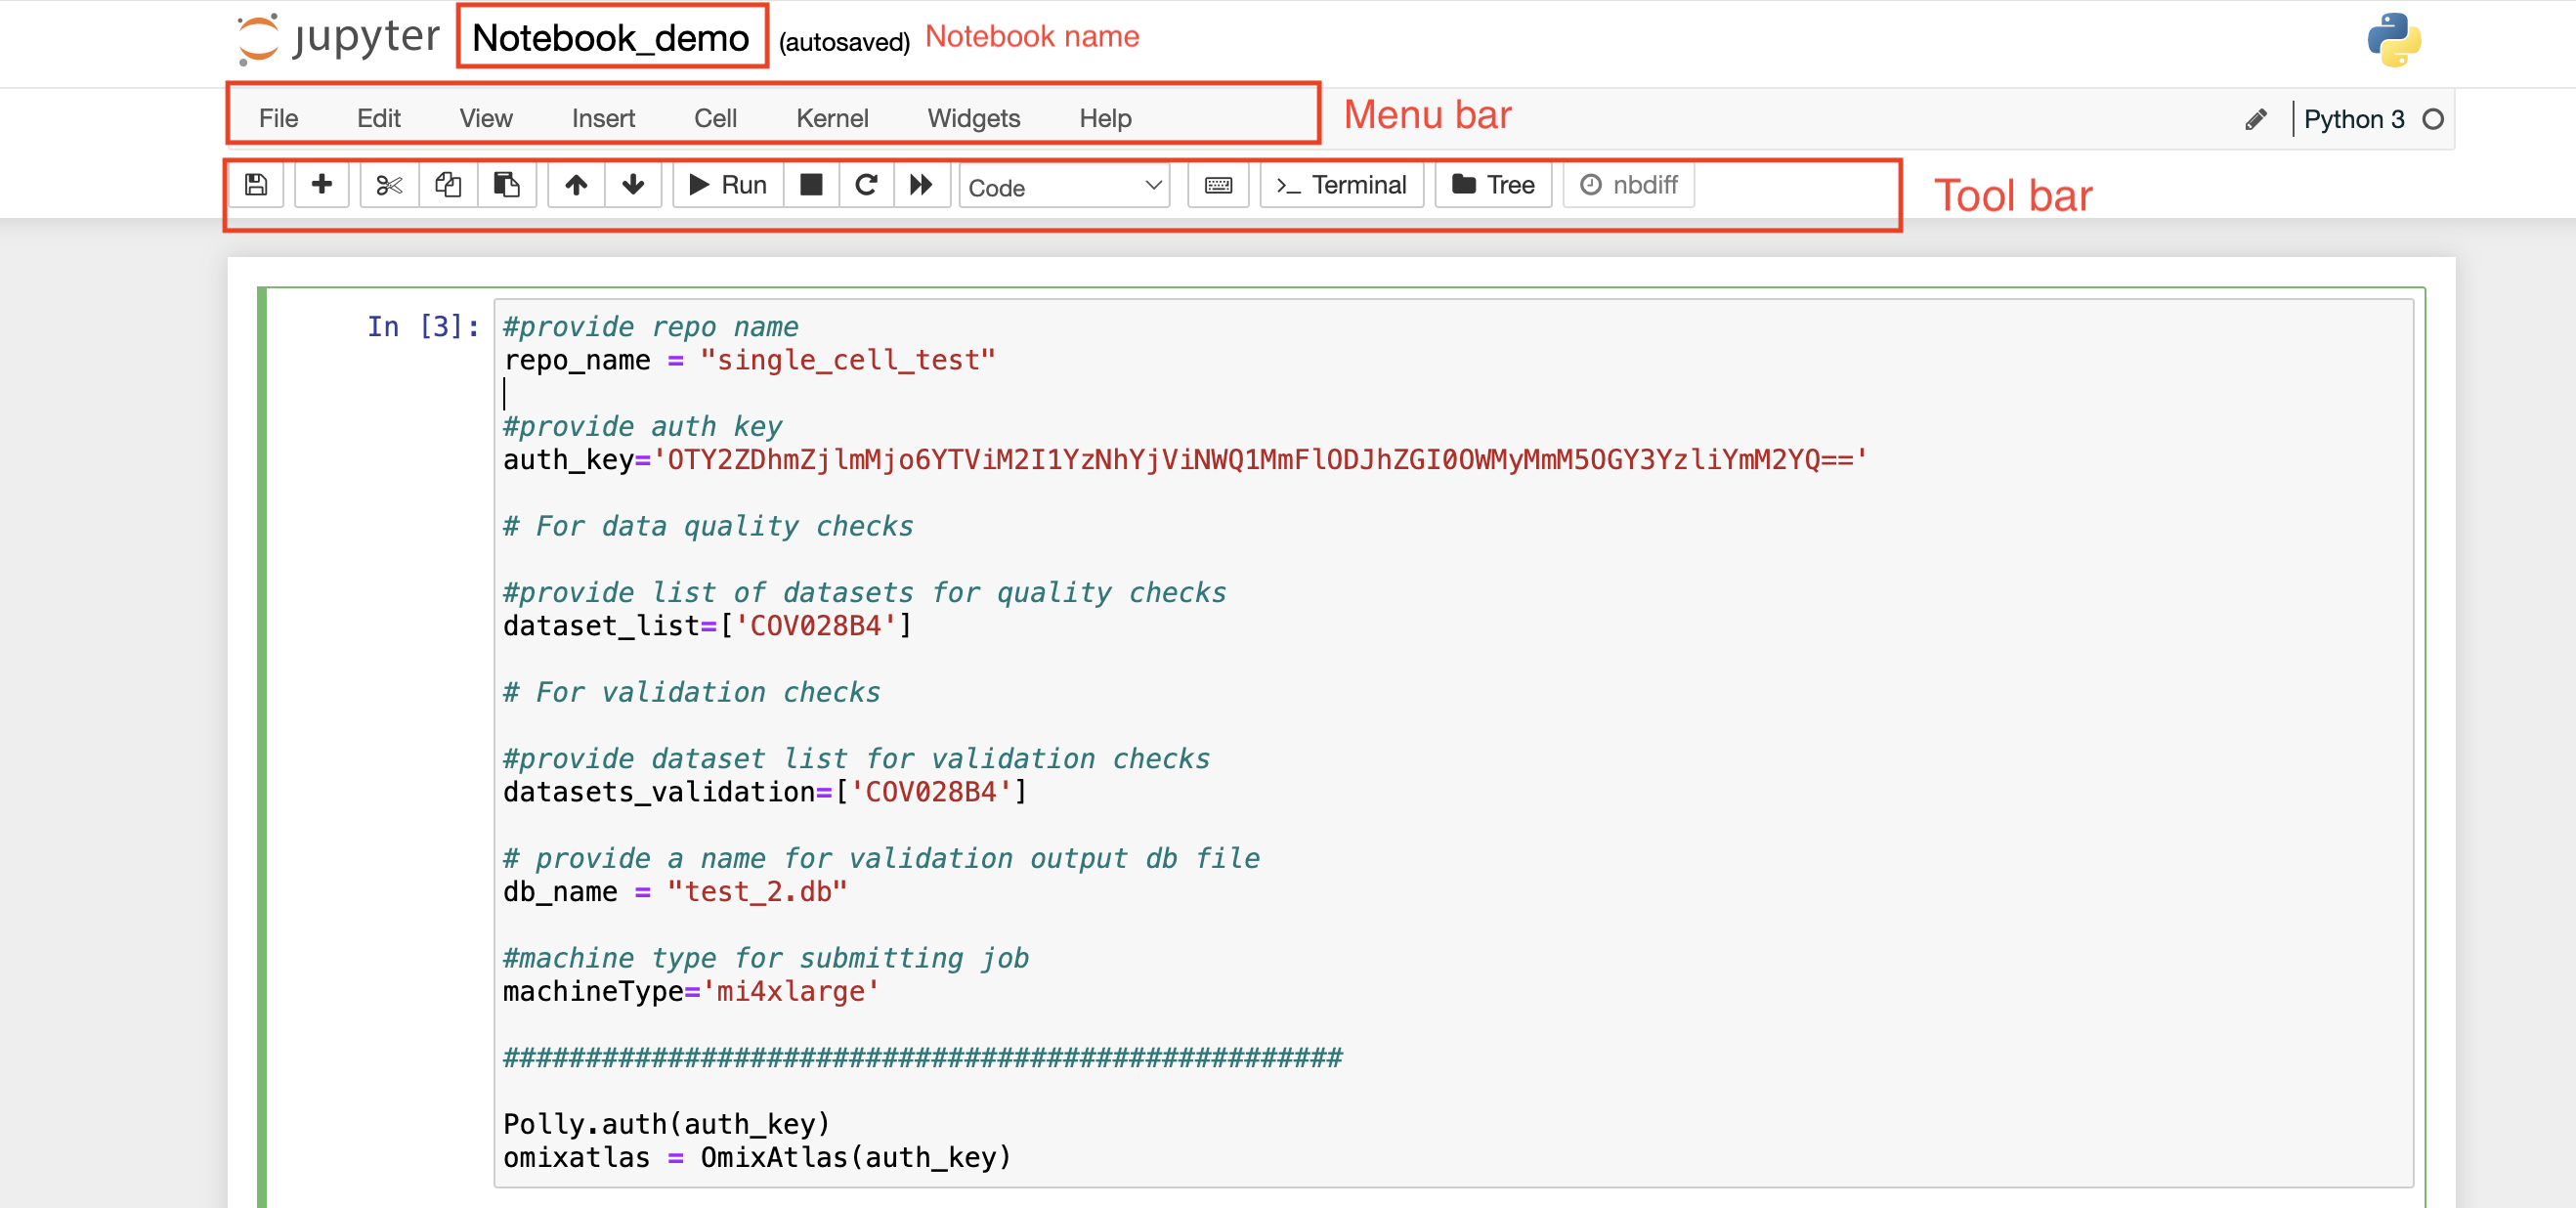 jupyter Notebook_demo (autosaved) Notebook name
File Edit View Insert Cell Kernel Widgets Help Menu bar Python 3
Run Code >_ Terminal Tree nbdiff Tool bar
In [3]: #provide repo name
repo_name = "single_cell_test"
#provide auth key
auth_key='OTY2ZDhmZjlmMjo6YTViM2I1YzNhYjViNWQ1MmFlODJhZGI0OWMyMmM5OGY3YzliYmM2YQ=='
# For data quality checks
#provide list of datasets for quality checks
dataset_list=['COV028B4']
# For validation checks
#provide dataset list for validation checks
datasets_validation=['COV028B4']
# provide a name for validation output db file
db_name = "test_2.db"
#machine type for submitting job
machineType='mi4xlarge'
###################################################
Polly.auth(auth_key)
omixatlas = OmixAtlas(auth_key)